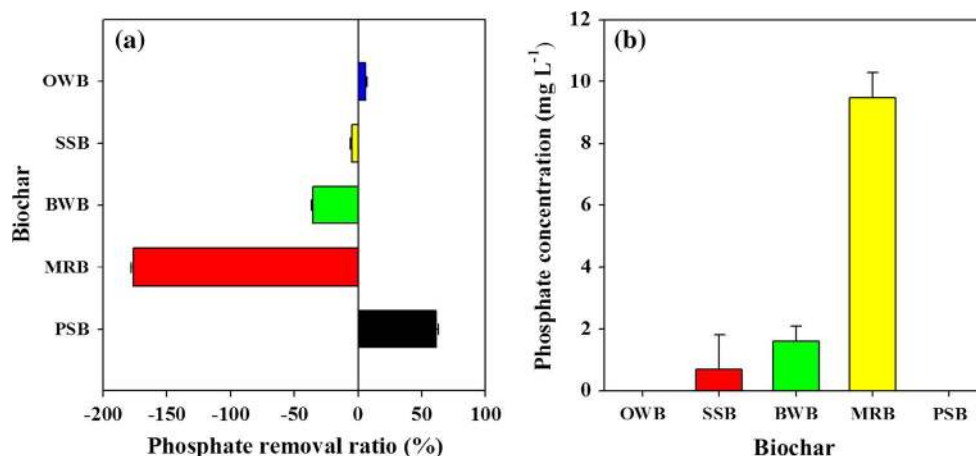 (a)
OWB
SSB
BWB
MRB
PSB
Biochar
-200 -150 -100 -50 0 50 100
Phosphate removal ratio (%)
(b)
Phosphate concentration (mg L⁻¹)
12
10
8
6
4
2
0
OWB SSB BWB MRB PSB
Biochar